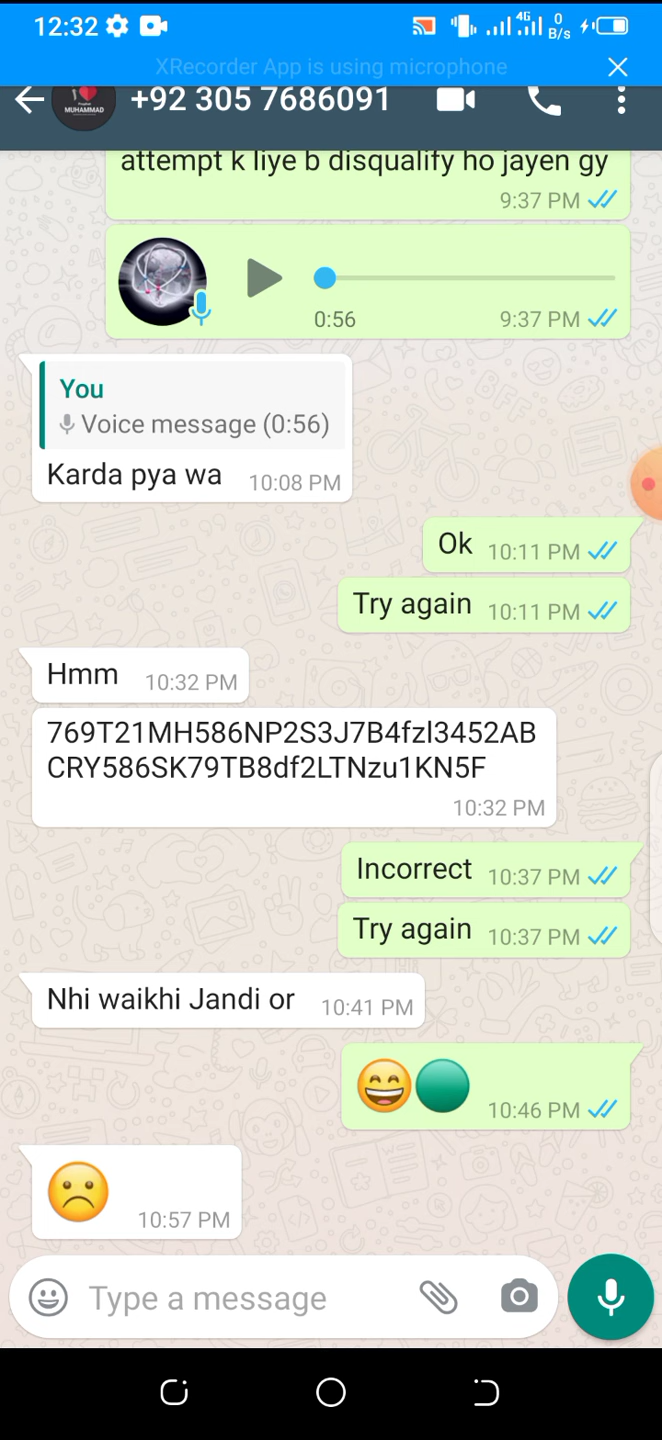 12:32
4G 0 B/s
XRecorder App is using microphone
MUHAMMAD
+92 305 7686091
attempt k liye b disqualify ho jayen gy
9:37 PM
0:56 9:37 PM
You
Voice message (0:56)
Karda pya wa 10:08 PM
Ok 10:11 PM
Try again 10:11 PM
Hmm 10:32 PM
769T21MH586NP2S3J7B4fzl3452AB
CRY586SK79TB8df2LTNzu1KN5F
10:32 PM
Incorrect 10:37 PM
Try again 10:37 PM
Nhi waikhi Jandi or 10:41 PM
10:46 PM
10:57 PM
Type a message